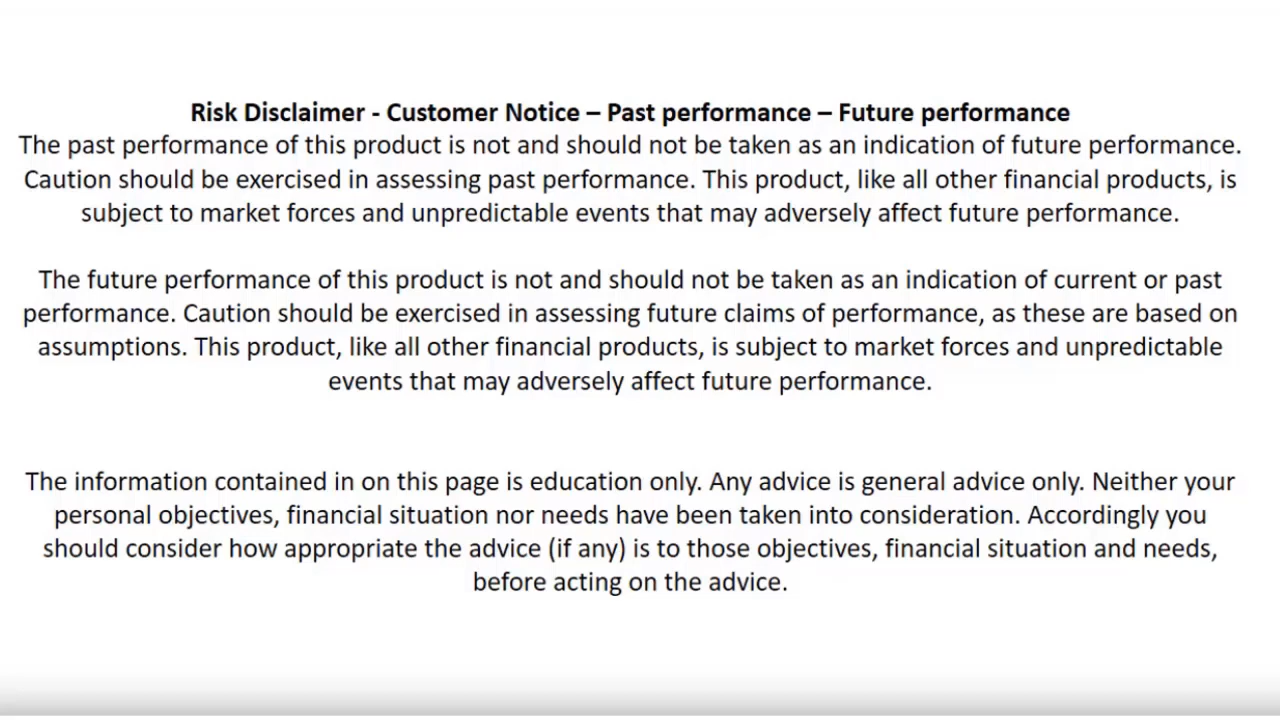 Risk Disclaimer - Customer Notice – Past performance – Future performance
The past performance of this product is not and should not be taken as an indication of future performance.
Caution should be exercised in assessing past performance. This product, like all other financial products, is
subject to market forces and unpredictable events that may adversely affect future performance.
The future performance of this product is not and should not be taken as an indication of current or past
performance. Caution should be exercised in assessing future claims of performance, as these are based on
assumptions. This product, like all other financial products, is subject to market forces and unpredictable
events that may adversely affect future performance.
The information contained in on this page is education only. Any advice is general advice only. Neither your
personal objectives, financial situation nor needs have been taken into consideration. Accordingly you
should consider how appropriate the advice (if any) is to those objectives, financial situation and needs,
before acting on the advice.